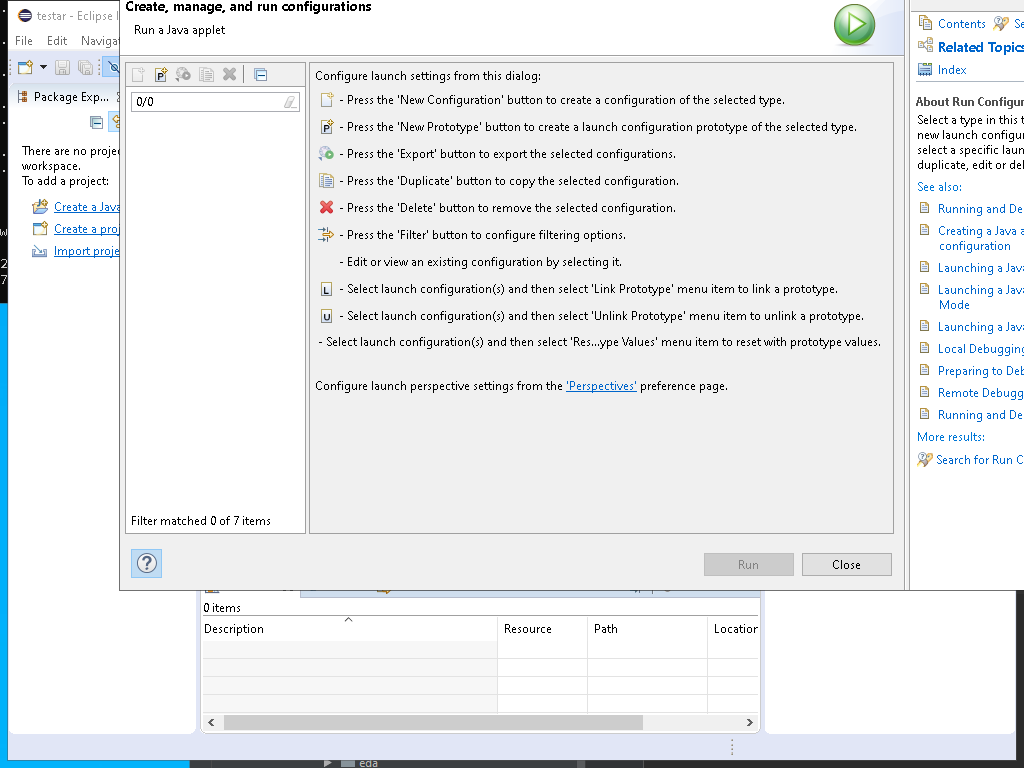 Create, manage, and run configurations
Run a Java applet
testar - Eclipse I
File Edit Navigat
Package Exp...
There are no projec
workspace.
To add a project:
Create a Java
Create a proj
Import proje
0/0
Filter matched 0 of 7 items
Configure launch settings from this dialog:
- Press the 'New Configuration' button to create a configuration of the selected type.
- Press the 'New Prototype' button to create a launch configuration prototype of the selected type.
- Press the 'Export' button to export the selected configurations.
- Press the 'Duplicate' button to copy the selected configuration.
- Press the 'Delete' button to remove the selected configuration.
- Press the 'Filter' button to configure filtering options.
- Edit or view an existing configuration by selecting it.
- Select launch configuration(s) and then select 'Link Prototype' menu item to link a prototype.
- Select launch configuration(s) and then select 'Unlink Prototype' menu item to unlink a prototype.
- Select launch configuration(s) and then select 'Res...ype Values' menu item to reset with prototype values.
Configure launch perspective settings from the 'Perspectives' preference page.
Run
Close
Contents Se
Related Topics
Index
About Run Configur
Select a type in this t
new launch configu
select a specific laun
duplicate, edit or del
See also:
Running and De
Creating a Java a
configuration
Launching a Java
Launching a Java
Mode
Launching a Java
Local Debugging
Preparing to Deb
Remote Debugg
Running and De
More results:
Search for Run C
0 items
Description Resource Path Location
eda